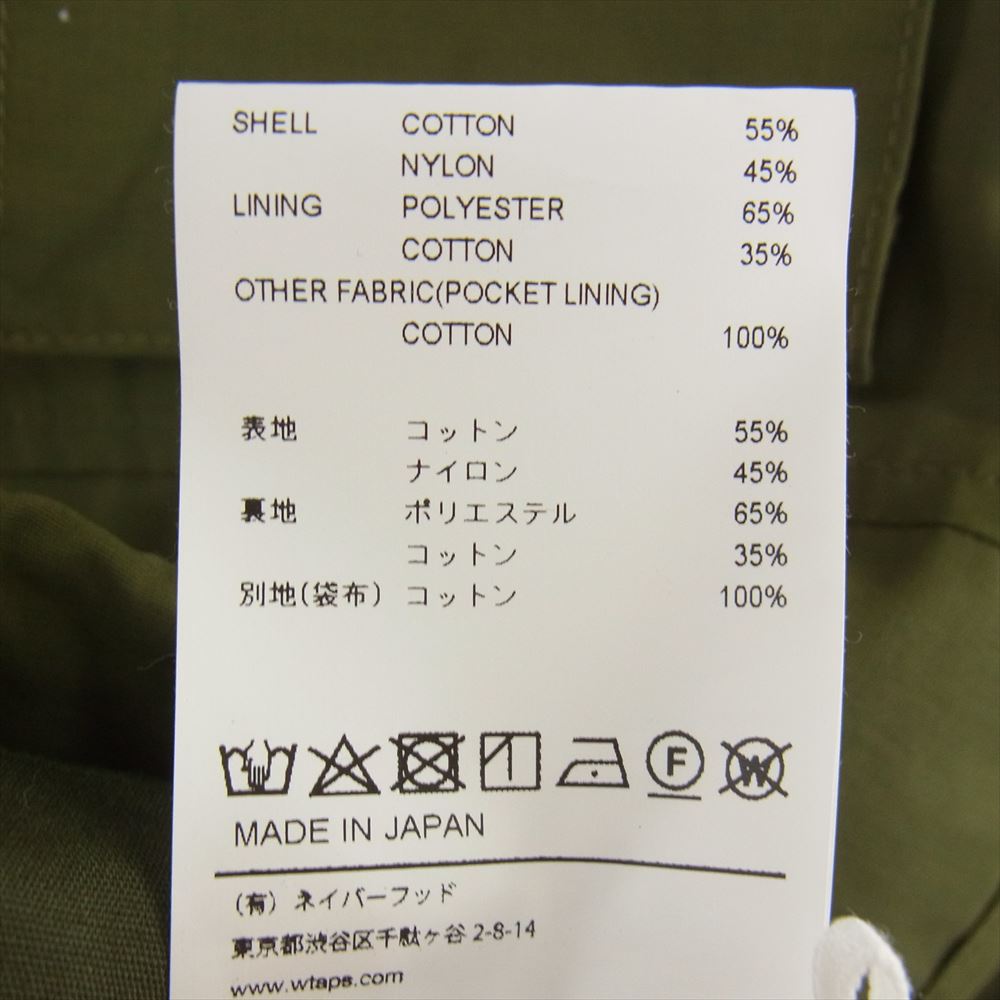 SHELL COTTON 55%
NYLON 45%
LINING POLYESTER 65%
COTTON 35%
OTHER FABRIC(POCKET LINING)
COTTON 100%
表地 コットン 55%
ナイロン 45%
裏地 ポリエステル 65%
コットン 35%
別地(袋布) コットン 100%
F W
MADE IN JAPAN
(有) ネイバーフッド
東京都渋谷区千駄ヶ谷 2-8-14
www.wtaps.com